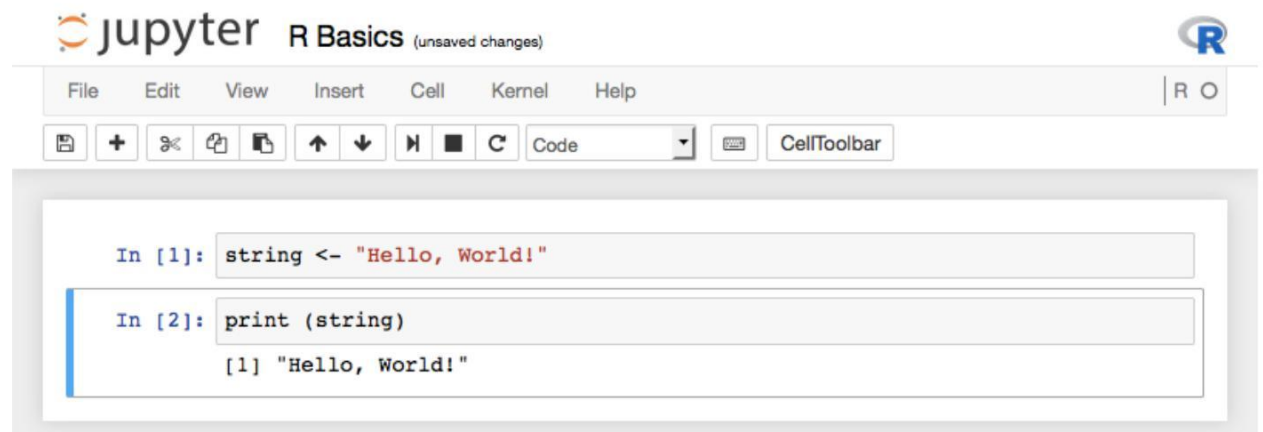 jupyter R Basics (unsaved changes)
R
File Edit View Insert Cell Kernel Help R
Code CellToolbar
In [1]: string <- "Hello, World!"
In [2]: print (string)
[1] "Hello, World!"